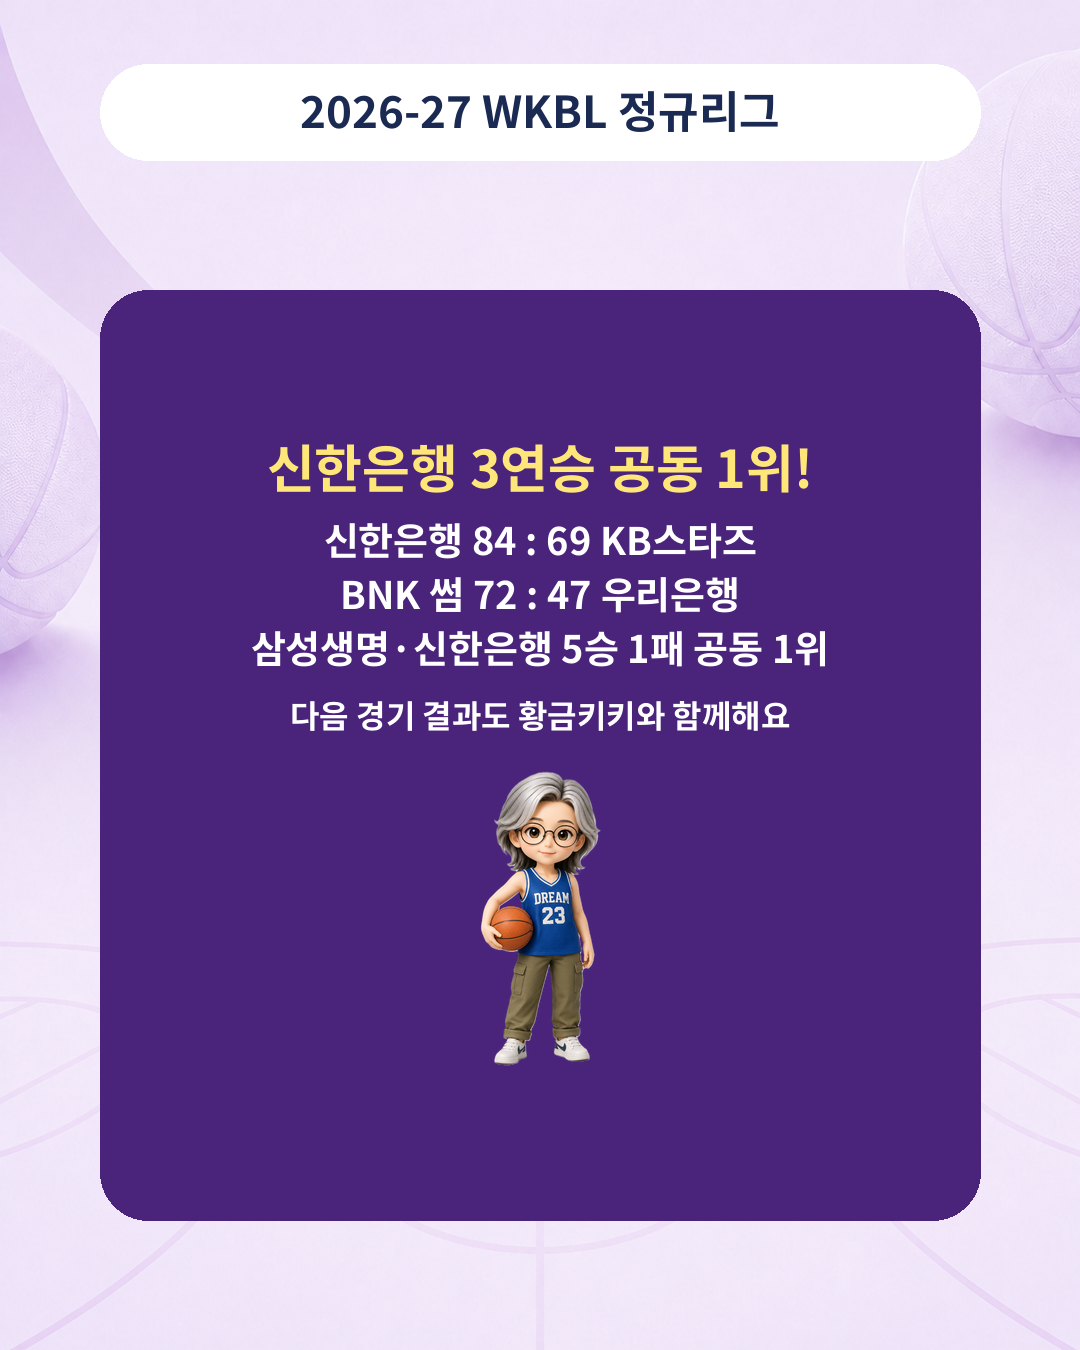 2026-27 WKBL 정규리그
신한은행 3연승 공동 1위!
신한은행 84 : 69 KB스타즈
BNK 썸 72 : 47 우리은행
삼성생명·신한은행 5승 1패 공동 1위
다음 경기 결과도 황금키키와 함께해요
DREAM
23